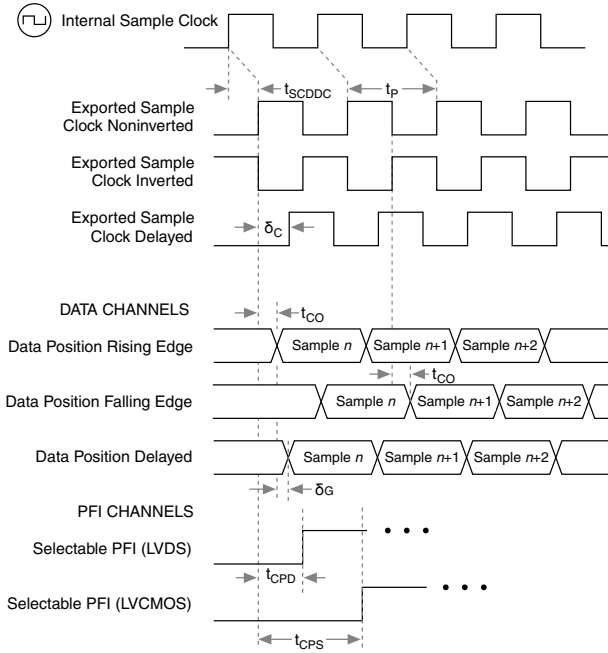 Internal Sample Clock
tSCDDC
tP
Exported Sample
Clock Noninverted
Exported Sample
Clock Inverted
Exported Sample
Clock Delayed
δC
DATA CHANNELS
tCO
Data Position Rising Edge
Sample n
Sample n+1
Sample n+2
tCO
Data Position Falling Edge
Sample n
Sample n+1
Sample n+2
Data Position Delayed
Sample n
Sample n+1
Sample n+2
δG
PFI CHANNELS
Selectable PFI (LVDS)
tCPD
Selectable PFI (LVCMOS)
tCPS